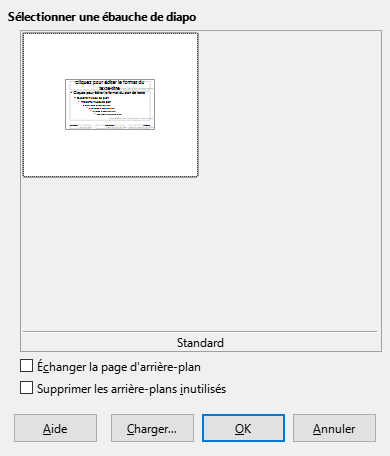 Sélectionner une ébauche de diapo
Cliquez pour éditer le format du
texte-titre
Cliquez pour éditer le format du plan de texte
Standard
Échanger la page d'arrière-plan
Supprimer les arrière-plans inutilisés
Aide
Charger...
OK
Annuler